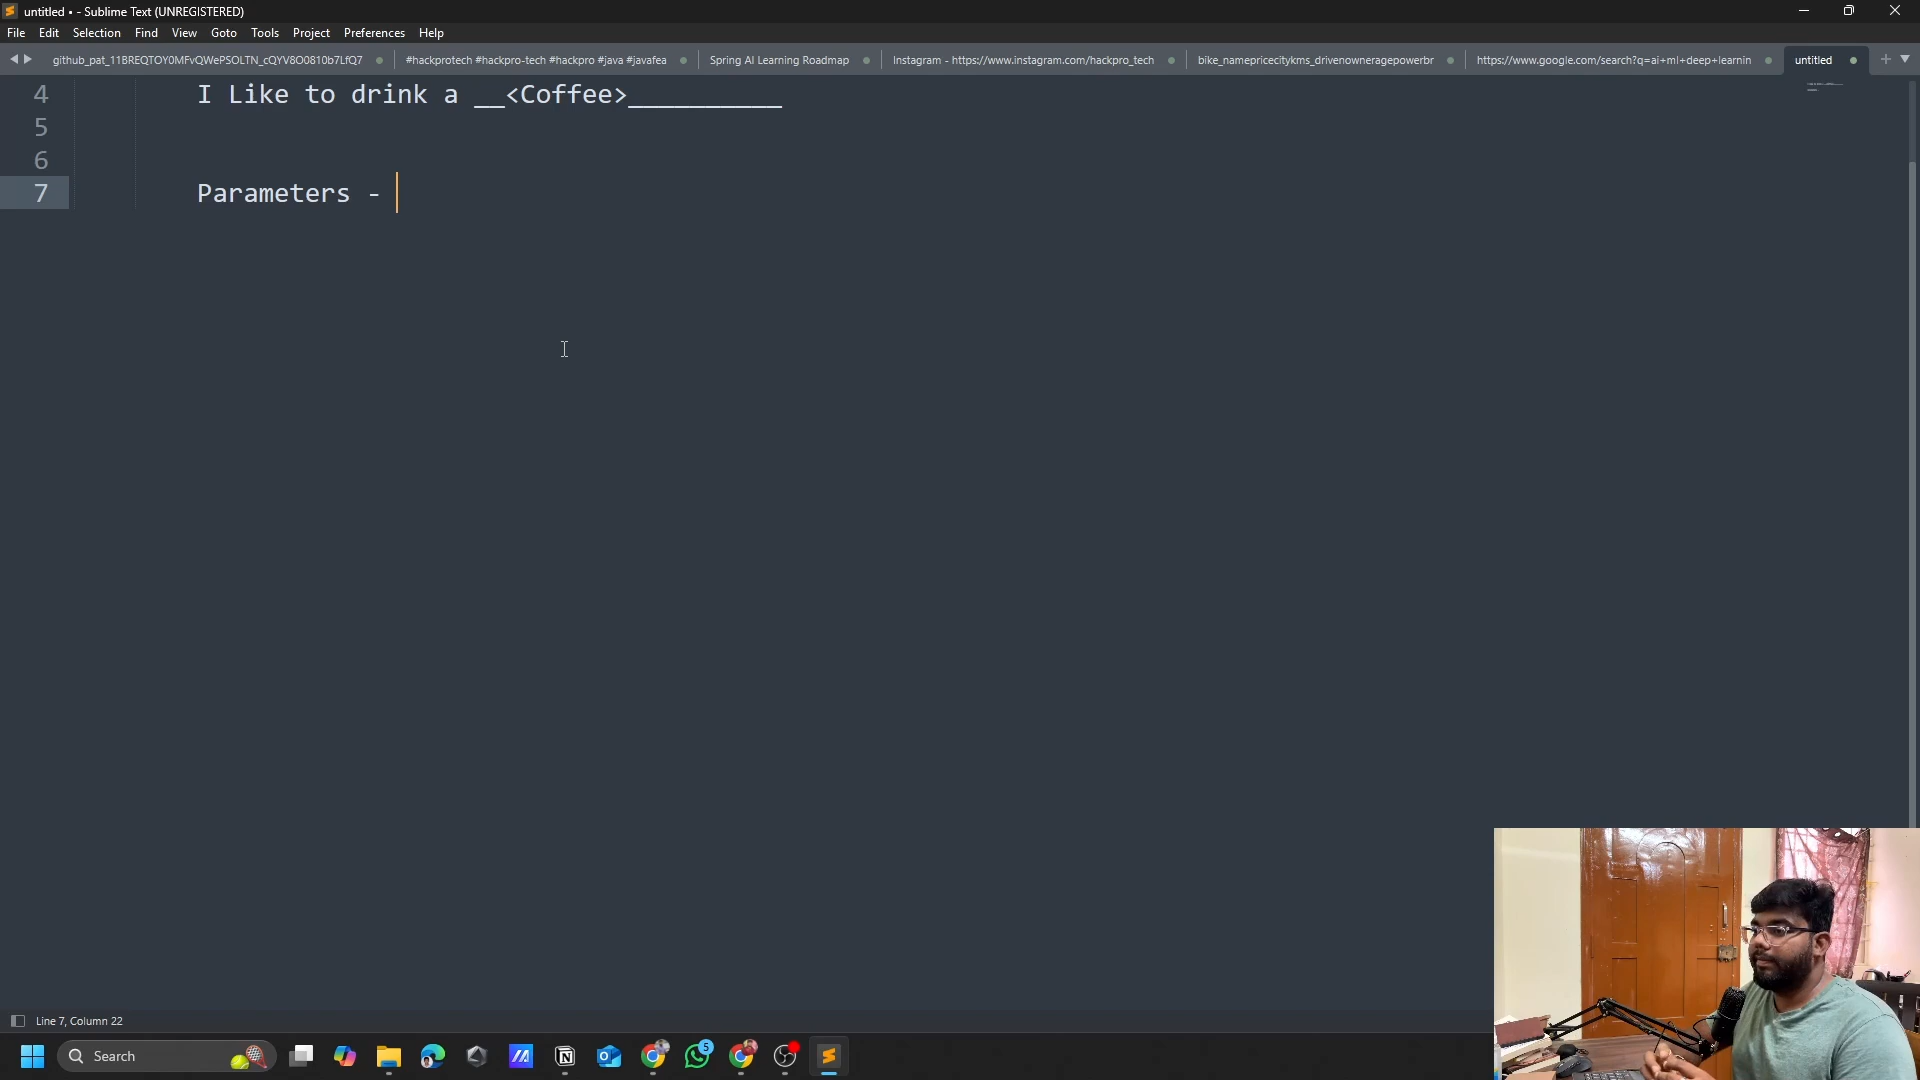 untitled • - Sublime Text (UNREGISTERED)
File Edit Selection Find View Goto Tools Project Preferences Help
github_pat_11BREQTOY0MFvQWePSOLTN_cQYV8O0810b7LfQ7 #hackprotech #hackpro-tech #hackpro #java #javafea Spring AI Learning Roadmap Instagram - https://www.instagram.com/hackpro_tech bike_namepricecitykms_drivenowneragepowerbr https://www.google.com/search?q=ai+ml+deep+learnin untitled
4 I Like to drink a __<Coffee>__________
5
6
7 Parameters -
Line 7, Column 22
Search
5